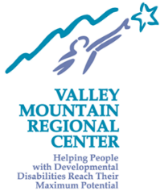 VALLEY
MOUNTAIN
REGIONAL
CENTER
Helping People
with Developmental
Disabilities Reach Their
Maximum Potential